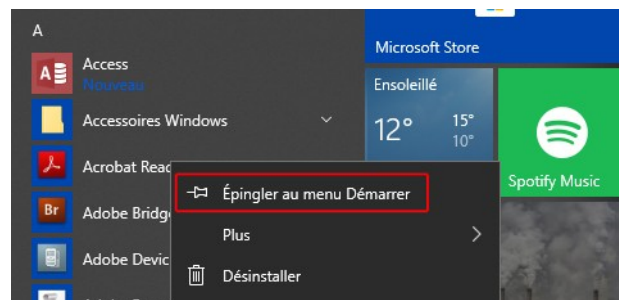 A
Access
Nouveau
Accessoires Windows
Acrobat Read
Adobe Bridg
Adobe Devic
Microsoft Store
Ensoleillé
12° 15°
10°
Spotify Music
Épingler au menu Démarrer
Plus
Désinstaller
Br